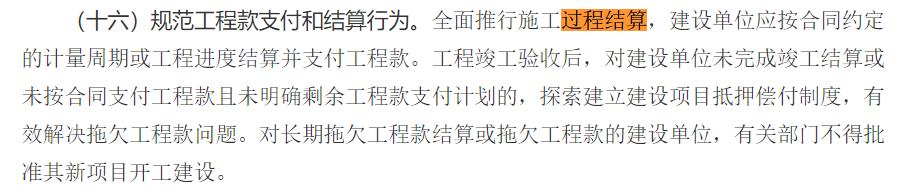 （十六）规范工程款支付和结算行为。全面推行施工过程结算，建设单位应按合同约定
的计量周期或工程进度结算并支付工程款。工程竣工验收后，对建设单位未完成竣工结算或
未按合同支付工程款且未明确剩余工程款支付计划的，探索建立建设项目抵押偿付制度，有
效解决拖欠工程款问题。对长期拖欠工程款结算或拖欠工程款的建设单位，有关部门不得批
准其新项目开工建设。